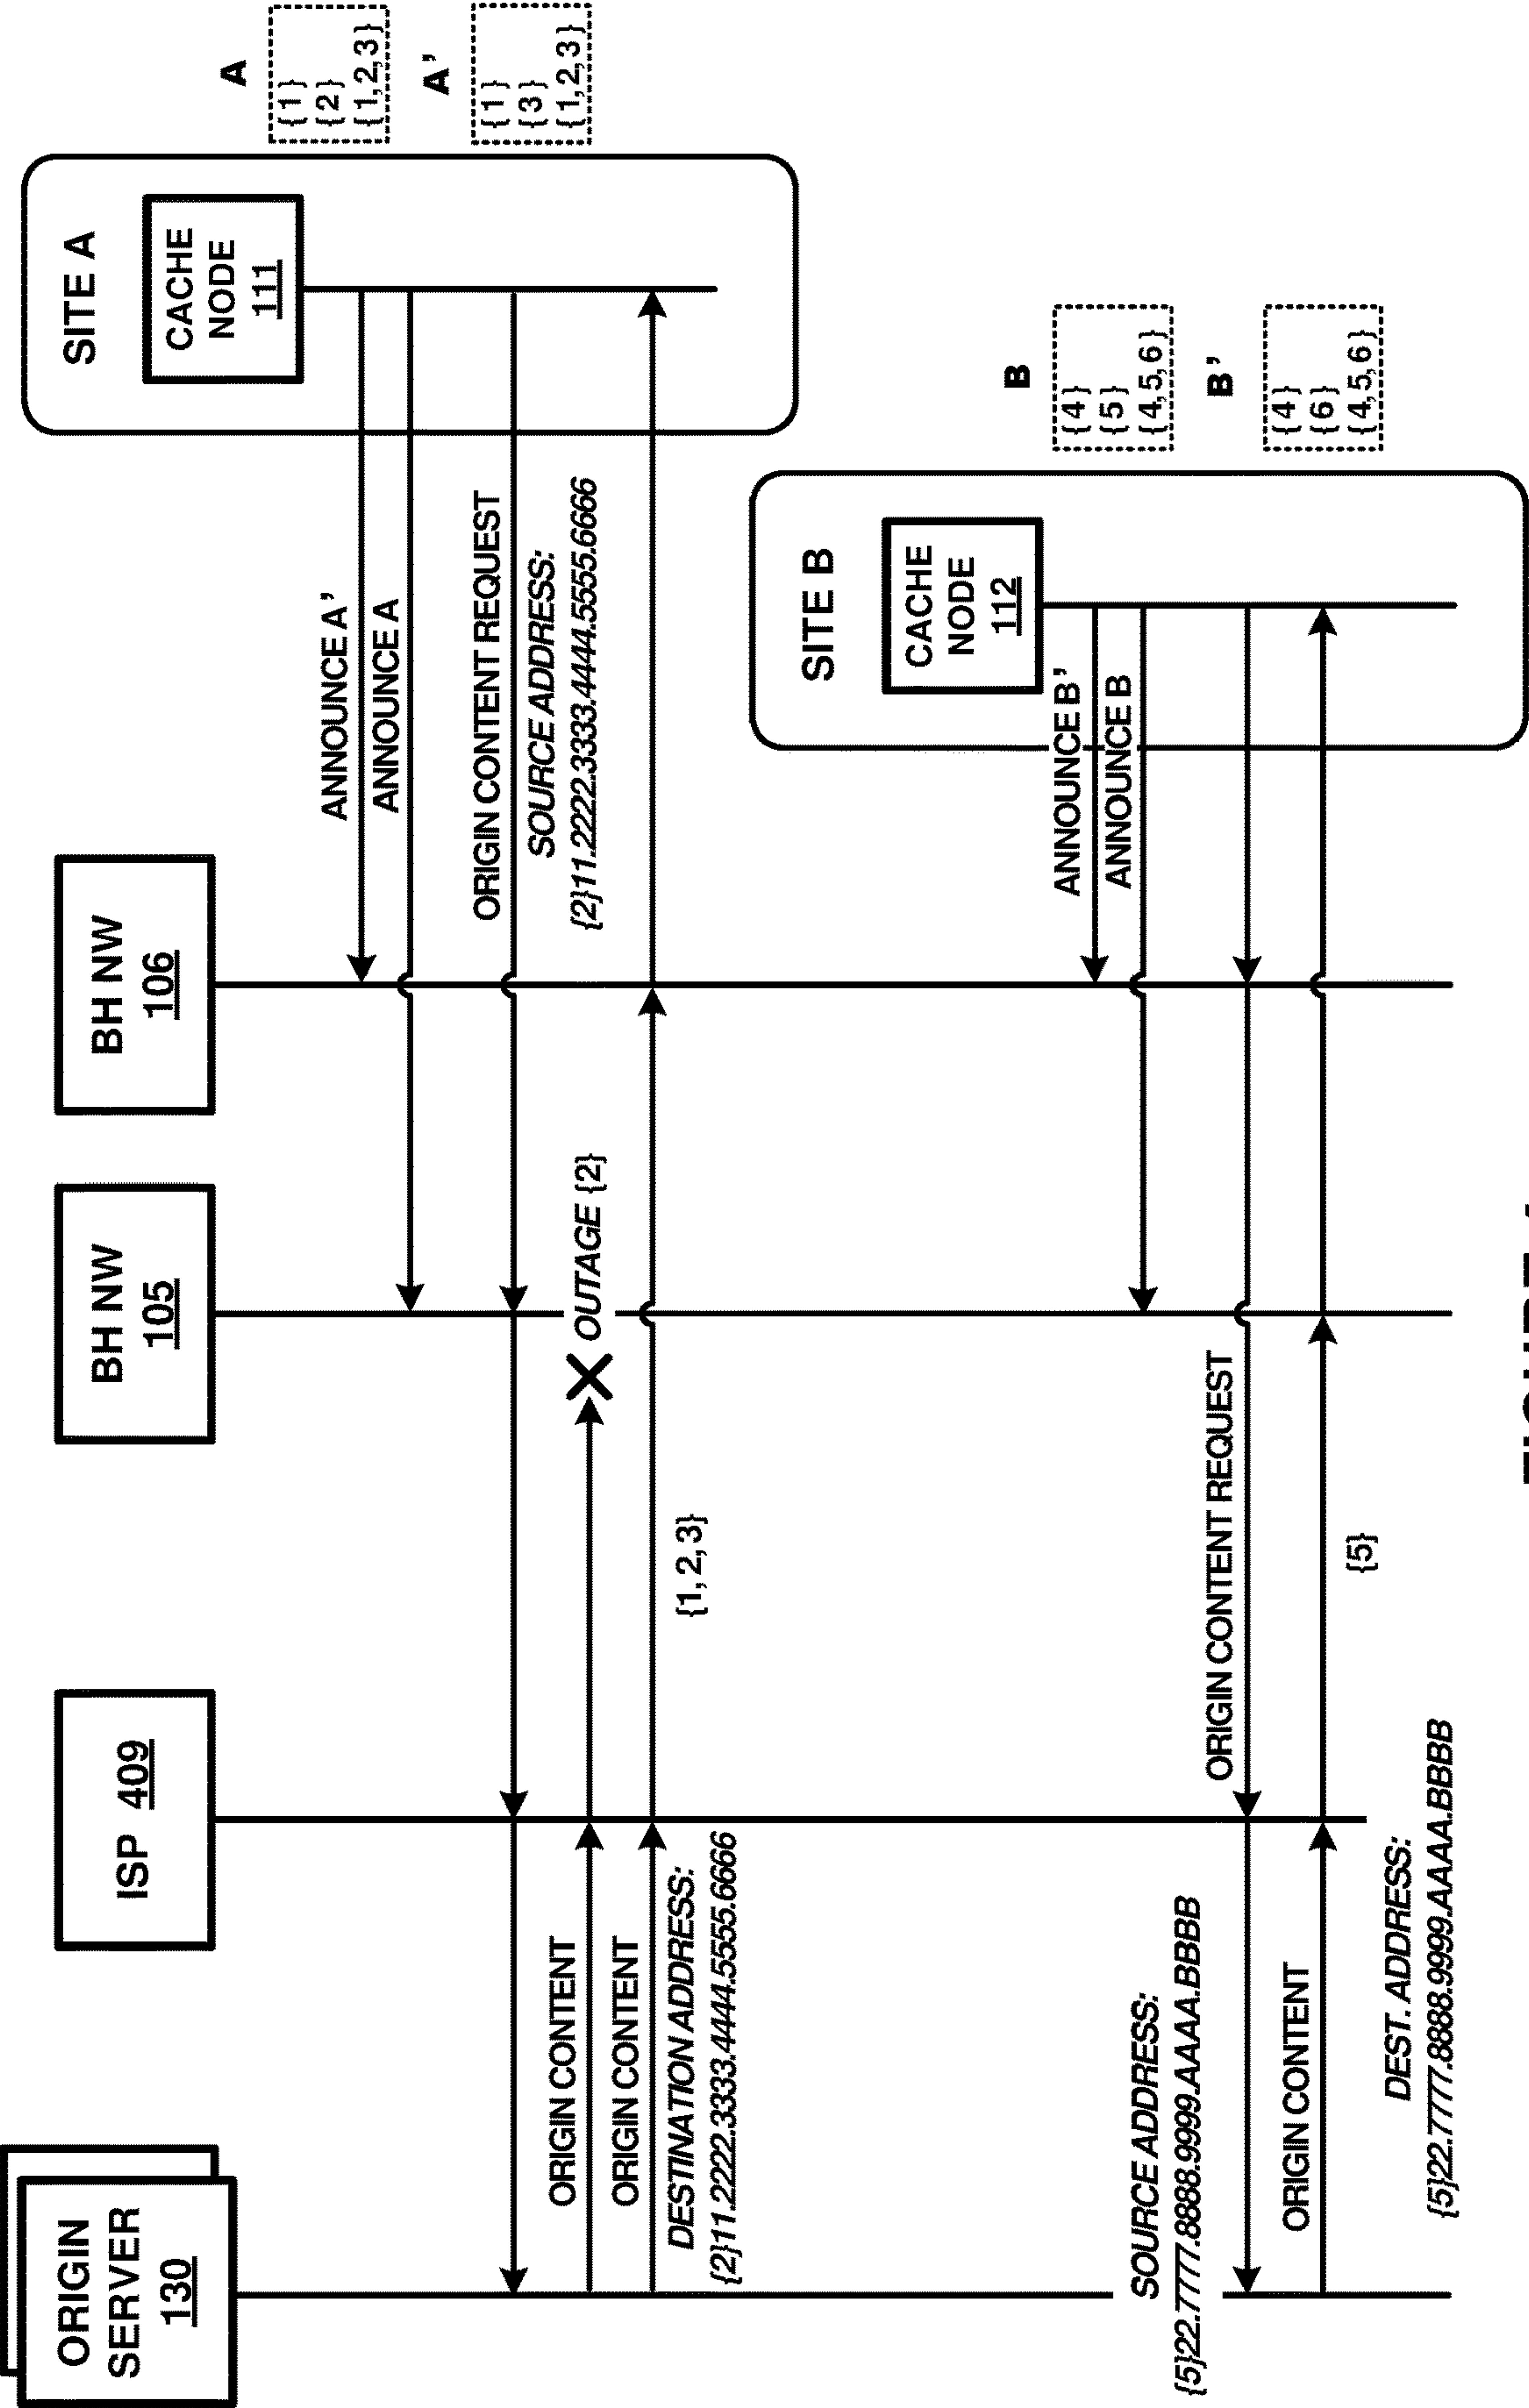 ORIGIN
SERVER
130
ISP 409
BH NW
105
BH NW
106
SITE A
CACHE
NODE
111
A
{ 1 }
{ 2 }
{ 1, 2, 3 }
A’
{ 1 }
{ 3 }
{ 1, 2, 3 }
ANNOUNCE A’
ANNOUNCE A
ORIGIN CONTENT REQUEST
SOURCE ADDRESS:
{2}11.2222.3333.4444.5555.6666
ORIGIN CONTENT
OUTAGE {2}
ORIGIN CONTENT
DESTINATION ADDRESS:
{2}11.2222.3333.4444.5555.6666
{1, 2, 3}
SITE B
CACHE
NODE
112
B
{ 4 }
{ 5 }
{ 4, 5, 6 }
B’
{ 4 }
{ 6 }
{ 4, 5, 6 }
ANNOUNCE B’
ANNOUNCE B
SOURCE ADDRESS:
{5}22.7777.8888.9999.AAAA.BBBB
ORIGIN CONTENT REQUEST
ORIGIN CONTENT
{5}
DEST. ADDRESS:
{5}22.7777.8888.9999.AAAA.BBBB